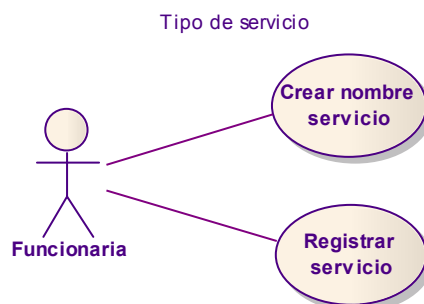 Tipo de servicio
Crear nombre
servicio
Funcionaria
Registrar
servicio